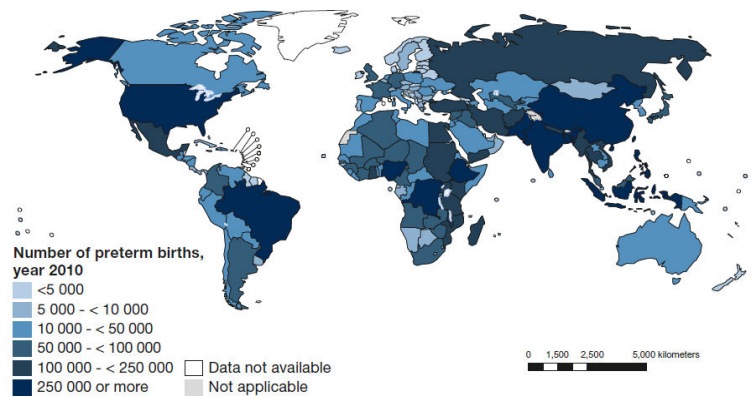 Number of preterm births,
year 2010
<5 000
5 000 - < 10 000
10 000 - < 50 000
50 000 - < 100 000
100 000 - < 250 000
250 000 or more
Data not available
Not applicable
0 1,500 2,500 5,000 kilometers